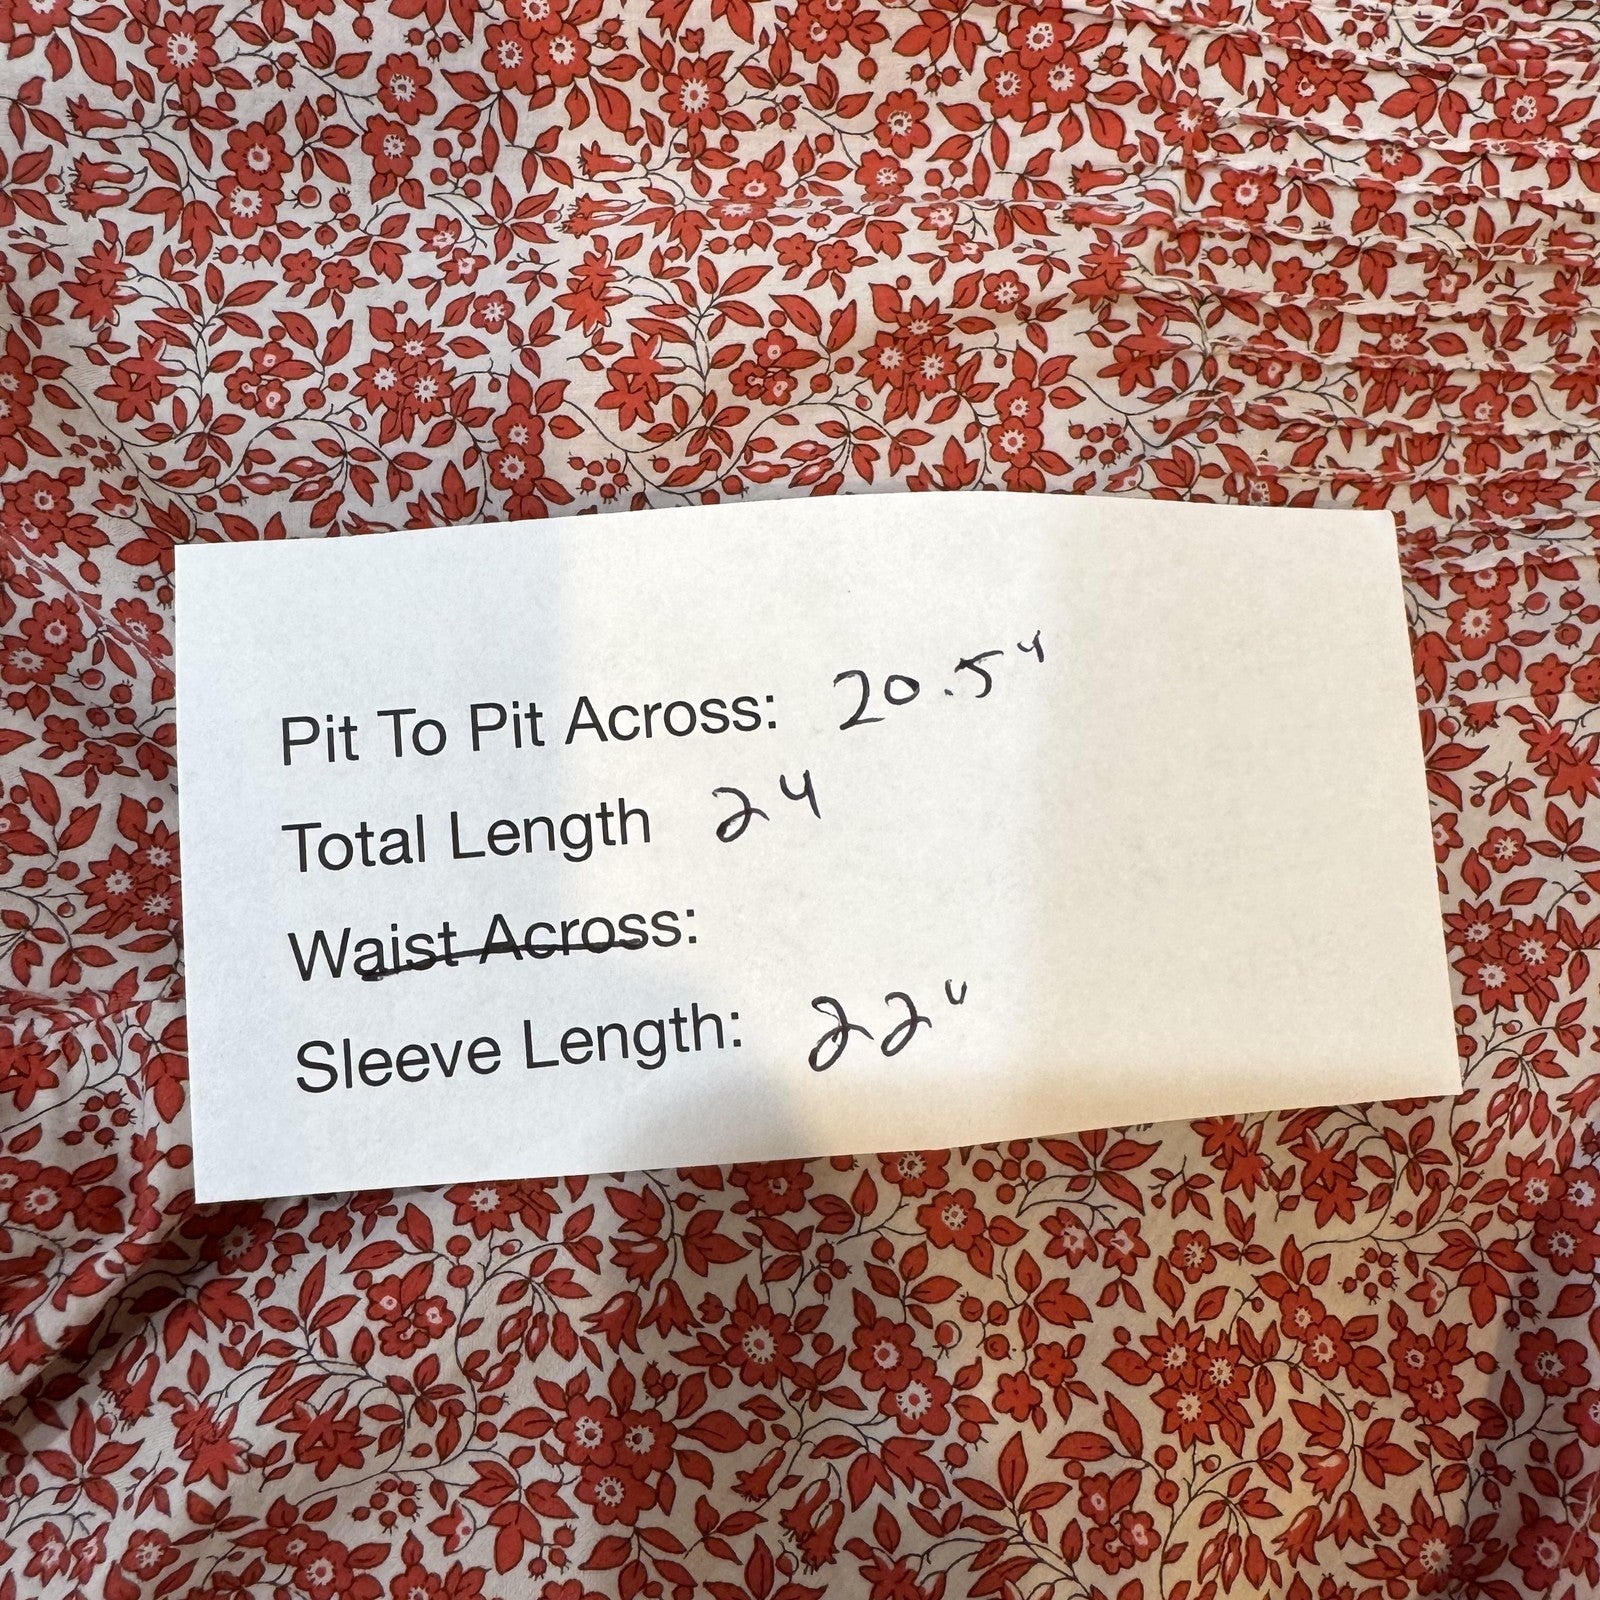 Pit To Pit Across: 20.5"
Total Length 24
Waist Across:
Sleeve Length: 22"